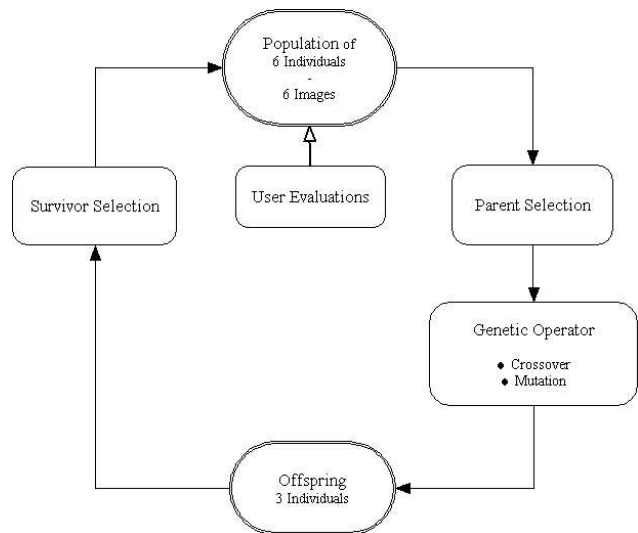 Population of
6 Individuals
-
6 Images
Survivor Selection
User Evaluations
Parent Selection
Genetic Operator
• Crossover
• Mutation
Offspring
3 Individuals